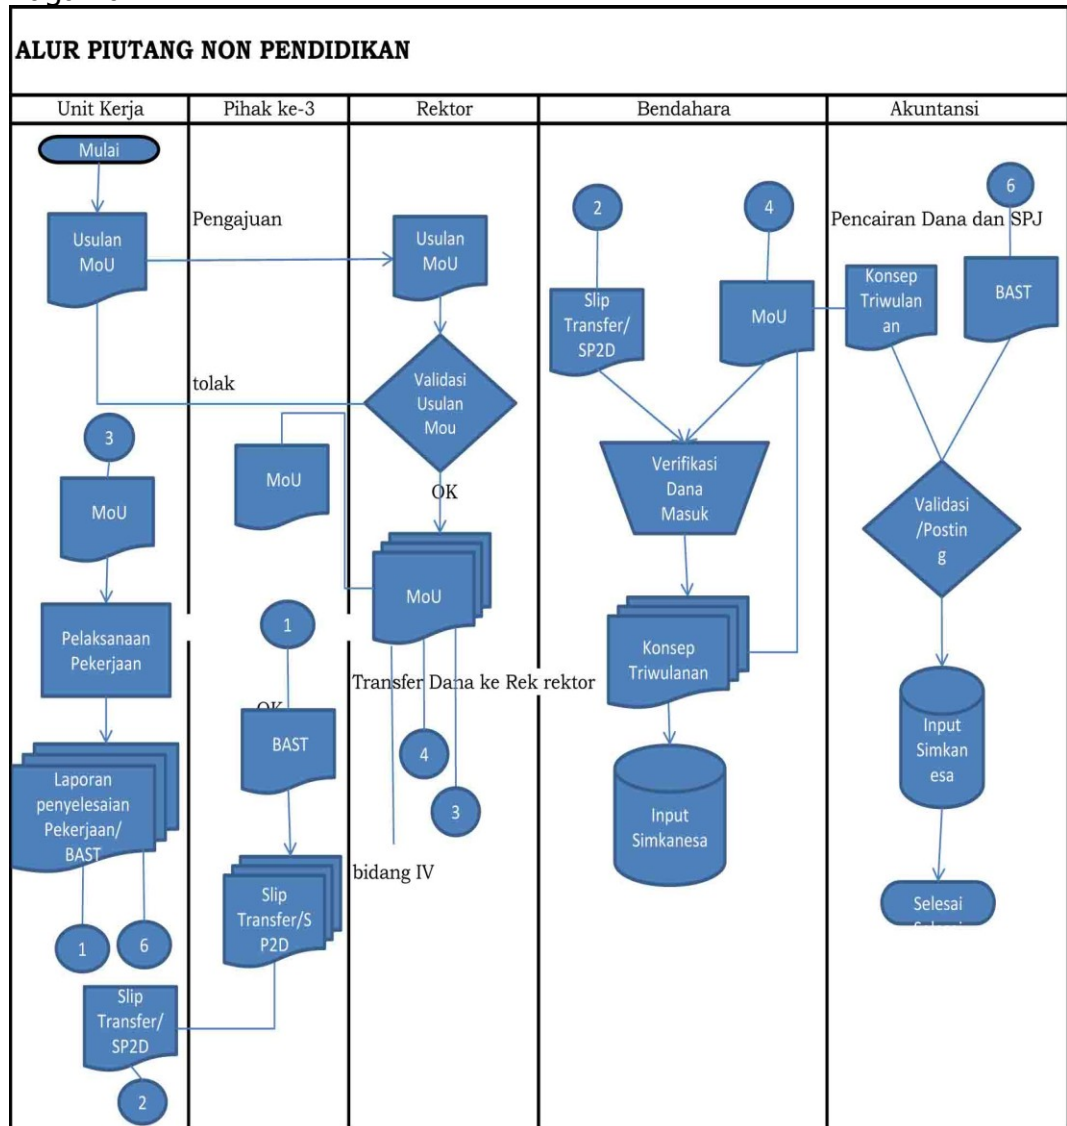 ALUR PIUTANG NON PENDIDIKAN
Unit Kerja
Pihak ke-3
Rektor
Bendahara
Akuntansi
Mulai
Usulan
MoU
3
MoU
Pelaksanaan
Pekerjaan
Laporan
penyelesaian
Pekerjaan/
BAST
1
6
Slip
Transfer/
SP2D
2
Pengajuan
tolak
MoU
1
OK
BAST
Slip
Transfer/S
P2D
Usulan
MoU
Validasi
Usulan
Mou
OK
MoU
Transfer Dana ke Rek rektor
4
3
bidang IV
2
4
Slip
Transfer/
SP2D
MoU
Verifikasi
Dana
Masuk
Konsep
Triwulanan
Input
Simkanesa
6
Pencairan Dana dan SPJ
Konsep
Triwulan
an
BAST
Validasi
/Postin
g
Input
Simkan
esa
Selesai